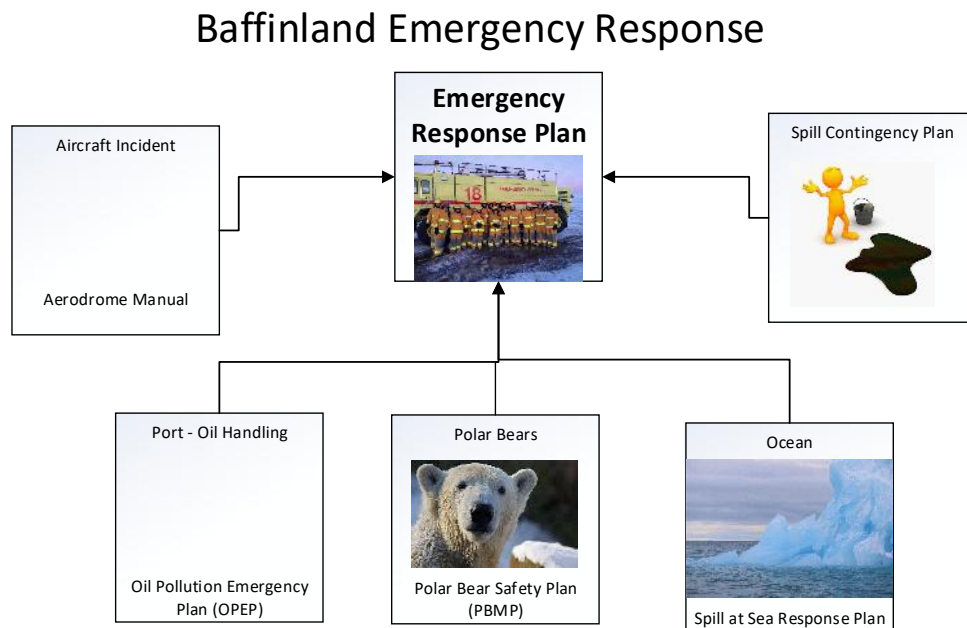 Baffinland Emergency Response
Emergency
Response Plan
18
Aircraft Incident
Aerodrome Manual
Spill Contingency Plan
Port - Oil Handling
Oil Pollution Emergency
Plan (OPEP)
Polar Bears
Polar Bear Safety Plan
(PBMP)
Ocean
Spill at Sea Response Plan